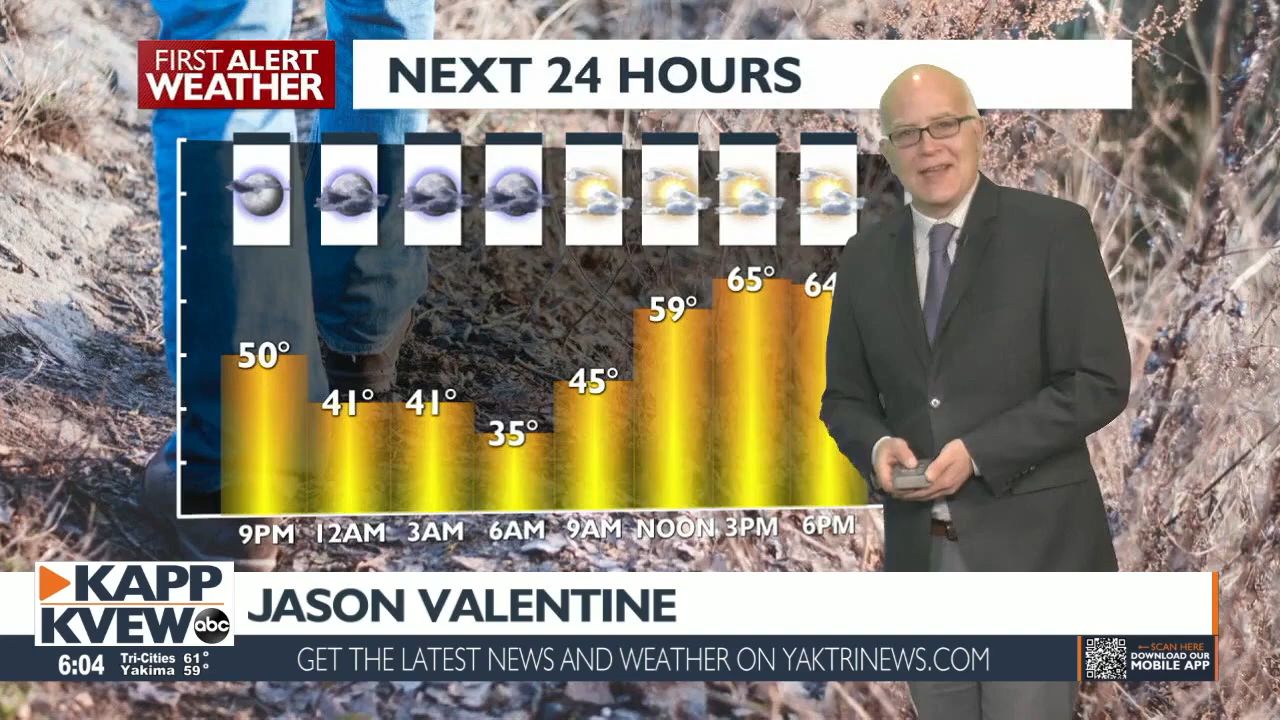 FIRST ALERT
WEATHER
NEXT 24 HOURS
50° 41° 41° 35° 45° 59° 65° 64
9PM 12AM 3AM 6AM 9AM NOON 3PM 6PM
KAPP
KVEW abc
JASON VALENTINE
6:04
Tri-Cities 61°
Yakima 59°
GET THE LATEST NEWS AND WEATHER ON YAKTRINEWS.COM
SCAN HERE
DOWNLOAD OUR
MOBILE APP